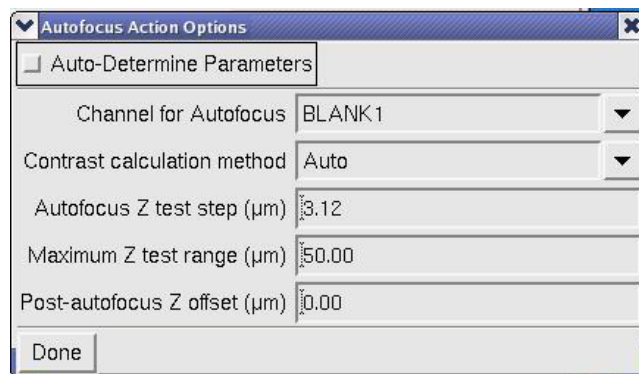 Autofocus Action Options
Auto-Determine Parameters
Channel for Autofocus BLANK1
Contrast calculation method Auto
Autofocus Z test step (µm) 3.12
Maximum Z test range (µm) 50.00
Post-autofocus Z offset (µm) 0.00
Done